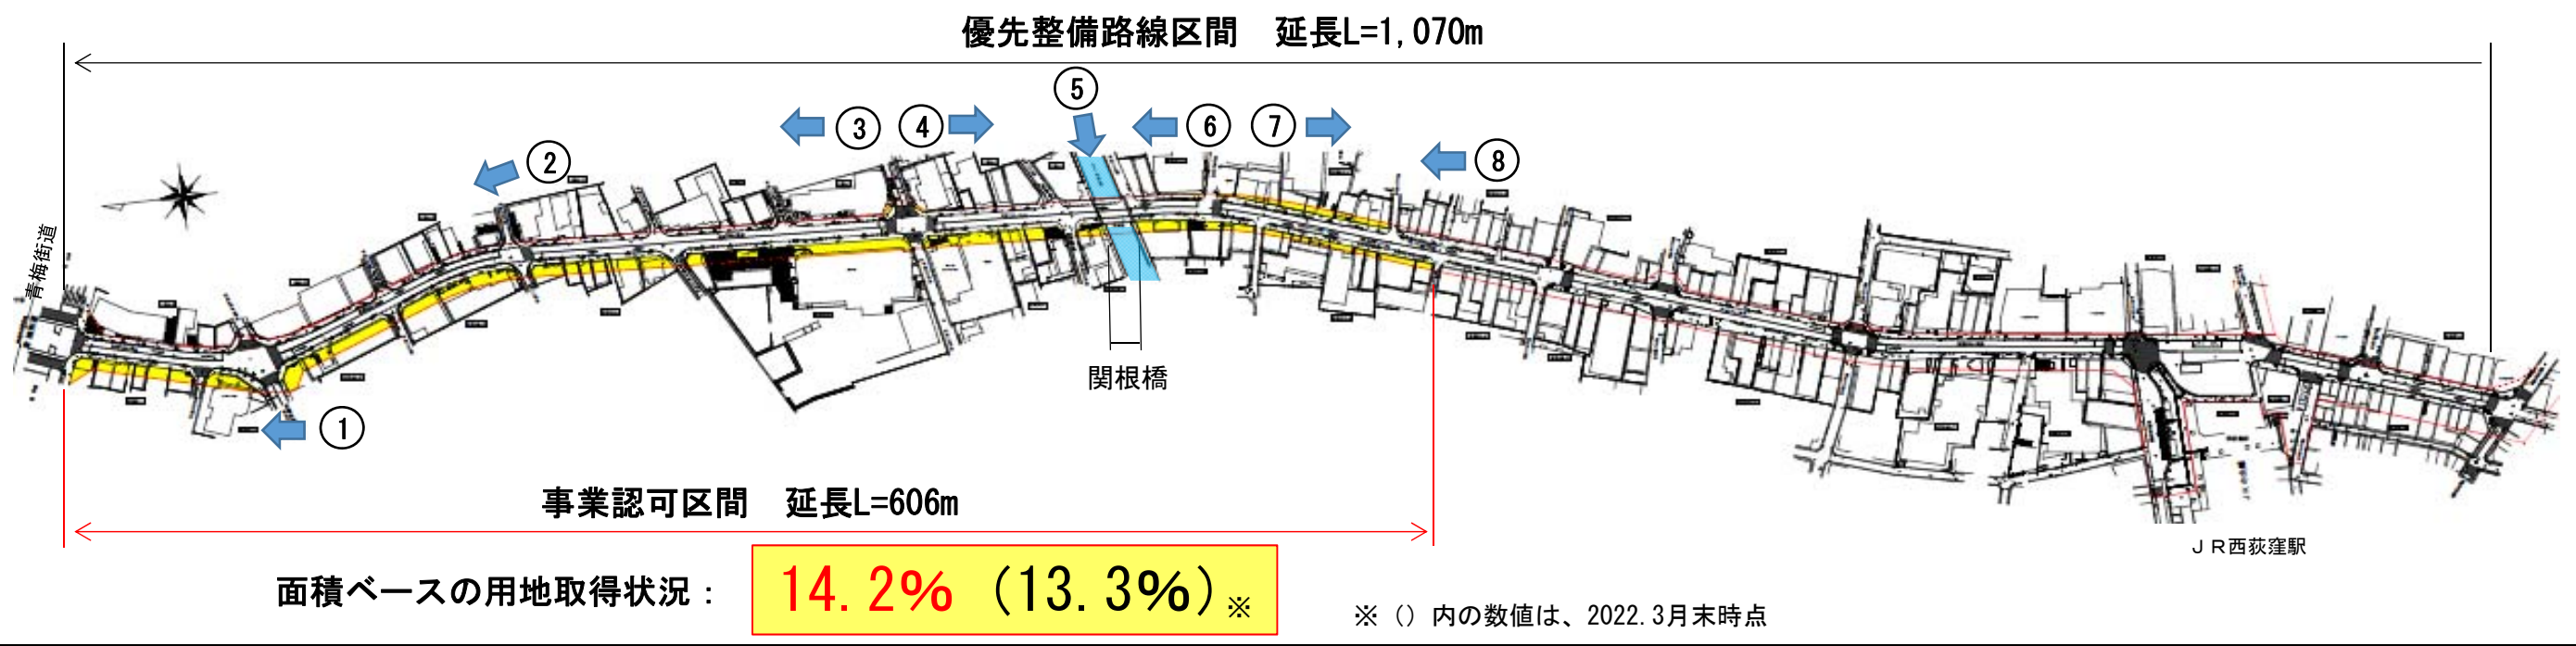 優先整備路線区間　延長L=1,070m
⑤
③ ④ ⑥ ⑦
② ⑧
青梅街道
関根橋
①
事業認可区間　延長L=606m
ＪＲ西荻窪駅
面積ベースの用地取得状況： 14.2%（13.3%）※
※（）内の数値は、2022.3月末時点